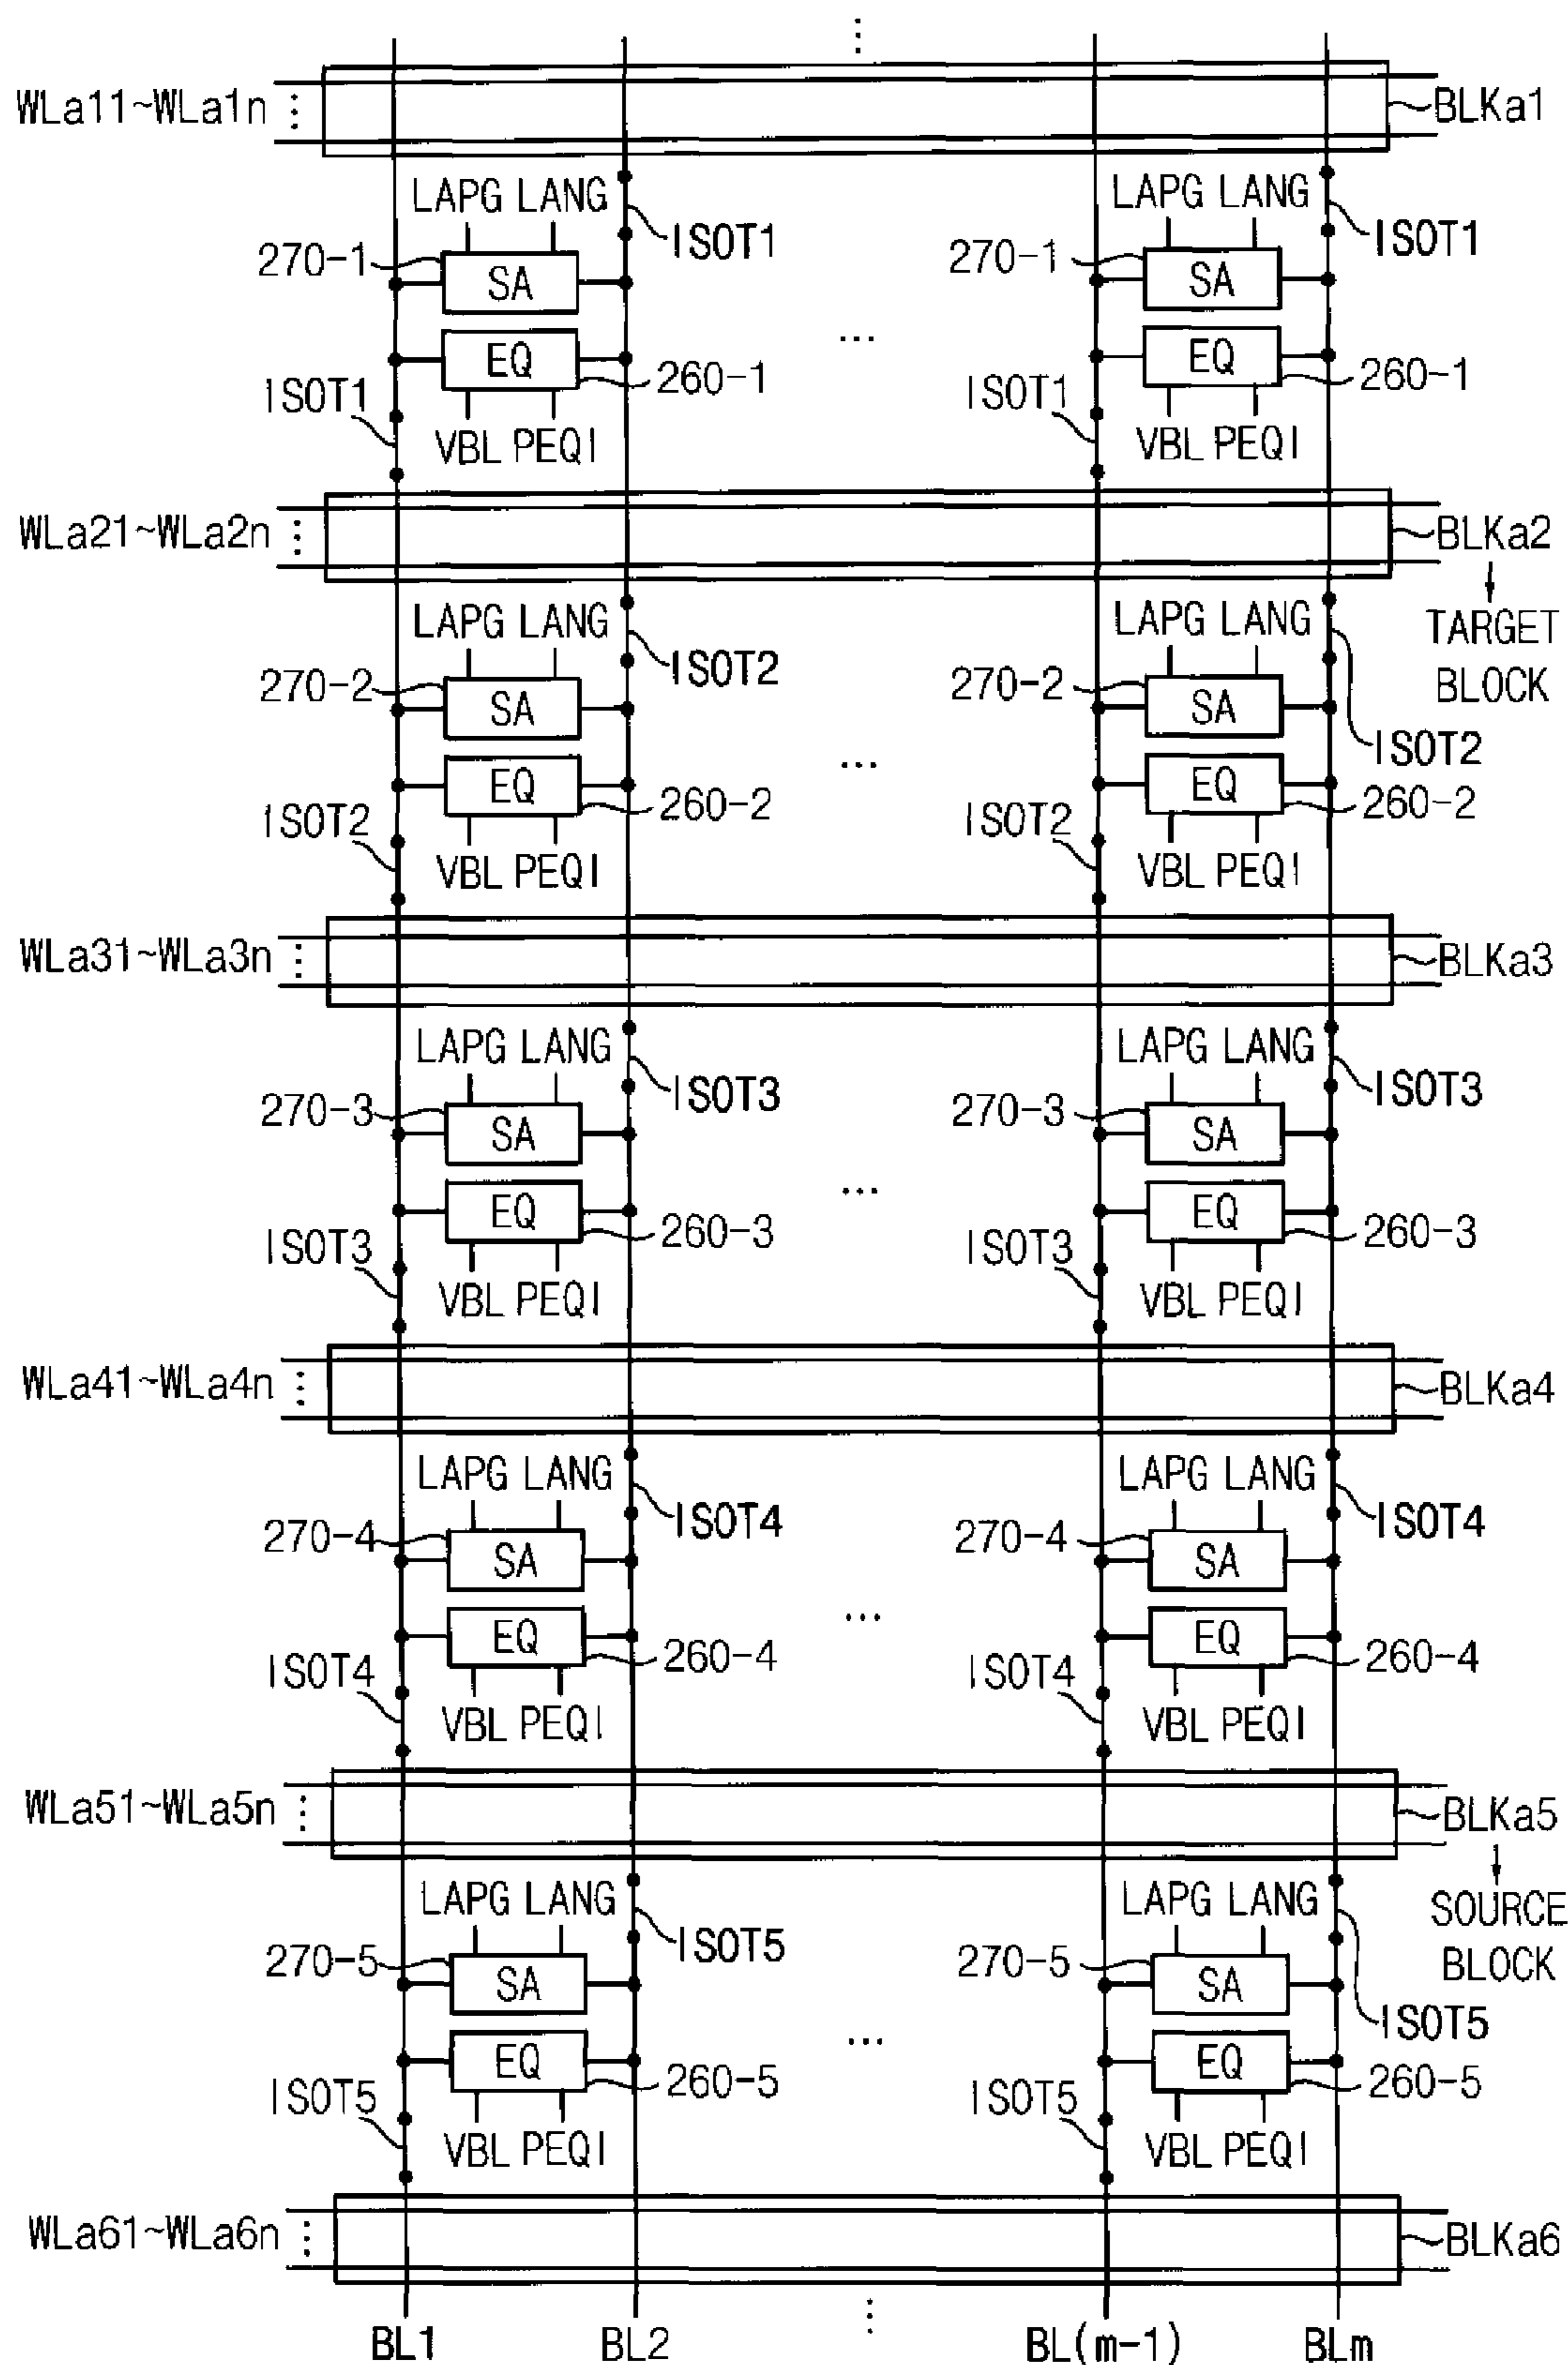 WLa11~WLa1n
BLKa1
LAPG LANG
ISOT1
LAPG LANG
ISOT1
270-1
SA
270-1
SA
EQ
260-1
EQ
260-1
ISOT1
VBL PEQI
ISOT1
VBL PEQI
...
WLa21~WLa2n
BLKa2
TARGET
BLOCK
LAPG LANG
ISOT2
LAPG LANG
ISOT2
270-2
SA
270-2
SA
EQ
260-2
EQ
260-2
ISOT2
VBL PEQI
ISOT2
VBL PEQI
...
WLa31~WLa3n
BLKa3
LAPG LANG
ISOT3
LAPG LANG
ISOT3
270-3
SA
270-3
SA
EQ
260-3
EQ
260-3
ISOT3
VBL PEQI
ISOT3
VBL PEQI
...
WLa41~WLa4n
BLKa4
LAPG LANG
ISOT4
LAPG LANG
ISOT4
270-4
SA
270-4
SA
EQ
260-4
EQ
260-4
ISOT4
VBL PEQI
ISOT4
VBL PEQI
...
WLa51~WLa5n
BLKa5
SOURCE
BLOCK
LAPG LANG
ISOT5
LAPG LANG
ISOT5
270-5
SA
270-5
SA
EQ
260-5
EQ
260-5
ISOT5
VBL PEQI
ISOT5
VBL PEQI
...
WLa61~WLa6n
BLKa6
BL1
BL2
BL(m-1)
BLm